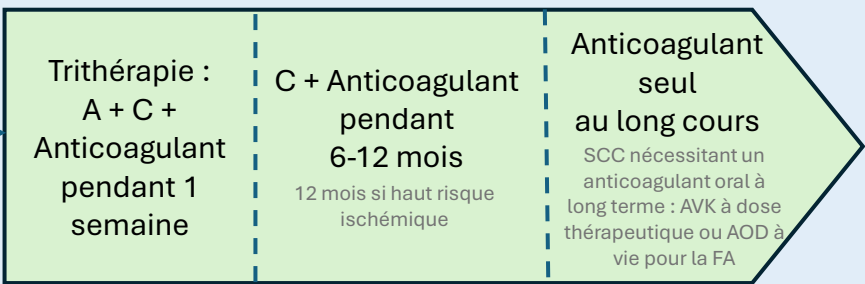 Trithérapie :
A + C +
Anticoagulant
pendant 1
semaine
C + Anticoagulant
pendant
6-12 mois
12 mois si haut risque
ischémique
Anticoagulant
seul
au long cours
SCC nécessitant un
anticoagulant oral à
long terme : AVK à dose
thérapeutique ou AOD à
vie pour la FA